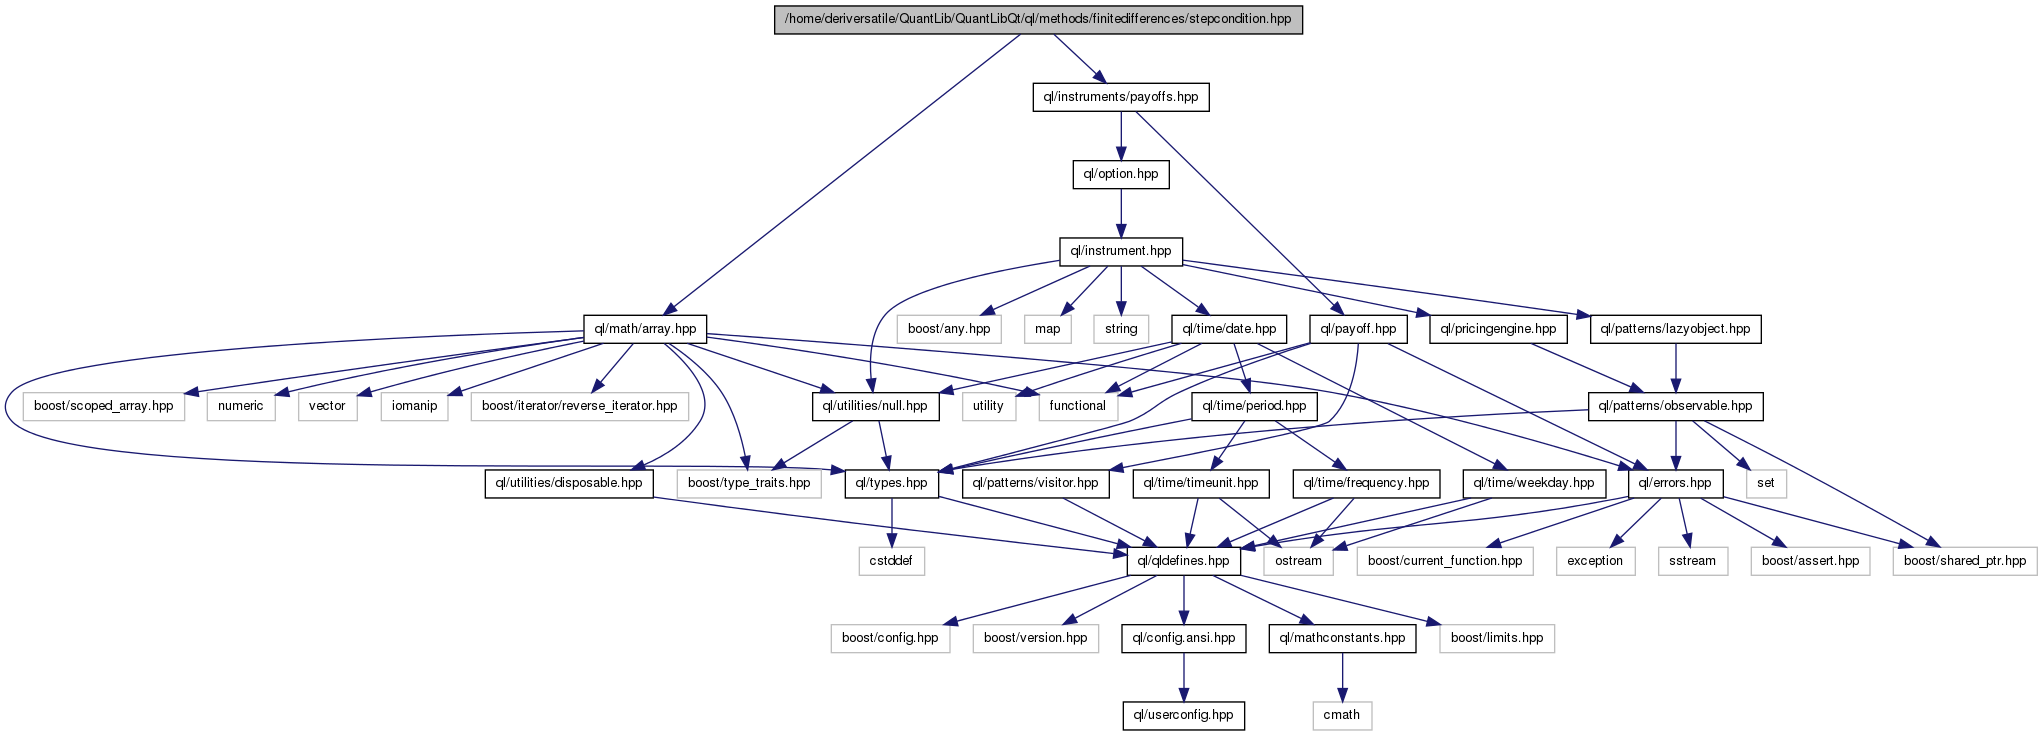 /home/deriversatile/QuantLib/QuantLibQt/ql/methods/finitedifferences/stepcondition.hpp
ql/instruments/payoffs.hpp
ql/option.hpp
ql/instrument.hpp
ql/math/array.hpp
boost/any.hpp
map
string
ql/time/date.hpp
ql/payoff.hpp
ql/pricingengine.hpp
ql/patterns/lazyobject.hpp
boost/scoped_array.hpp
numeric
vector
iomanip
boost/iterator/reverse_iterator.hpp
ql/utilities/null.hpp
utility
functional
ql/time/period.hpp
ql/patterns/observable.hpp
ql/utilities/disposable.hpp
boost/type_traits.hpp
ql/types.hpp
ql/patterns/visitor.hpp
ql/time/timeunit.hpp
ql/time/frequency.hpp
ql/time/weekday.hpp
ql/errors.hpp
set
cstddef
ql/qldefines.hpp
ostream
boost/current_function.hpp
exception
sstream
boost/assert.hpp
boost/shared_ptr.hpp
boost/config.hpp
boost/version.hpp
ql/config.ansi.hpp
ql/mathconstants.hpp
boost/limits.hpp
ql/userconfig.hpp
cmath